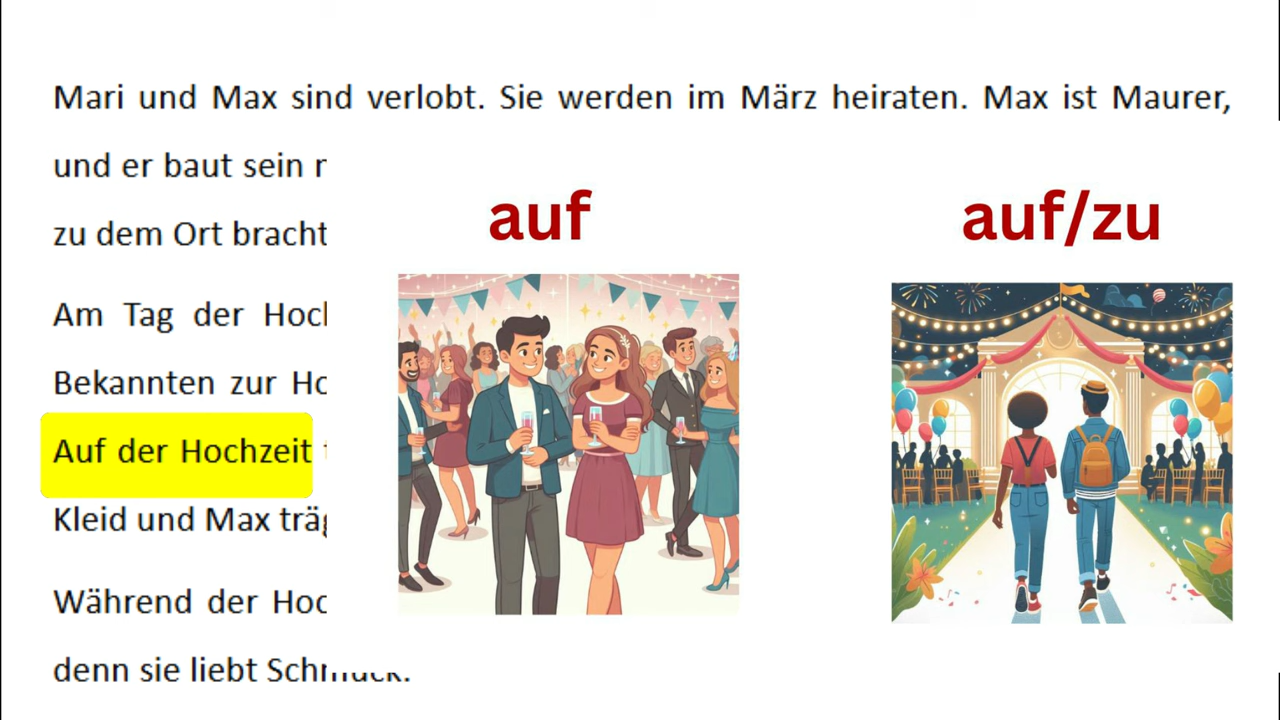 Mari und Max sind verlobt. Sie werden im März heiraten. Max ist Maurer,
und er baut sein
zu dem Ort bracht
auf
auf/zu
Am Tag der
Bekannten zur
Auf der Hochzeit
Kleid und Max
Während der
denn sie liebt Schmuck.